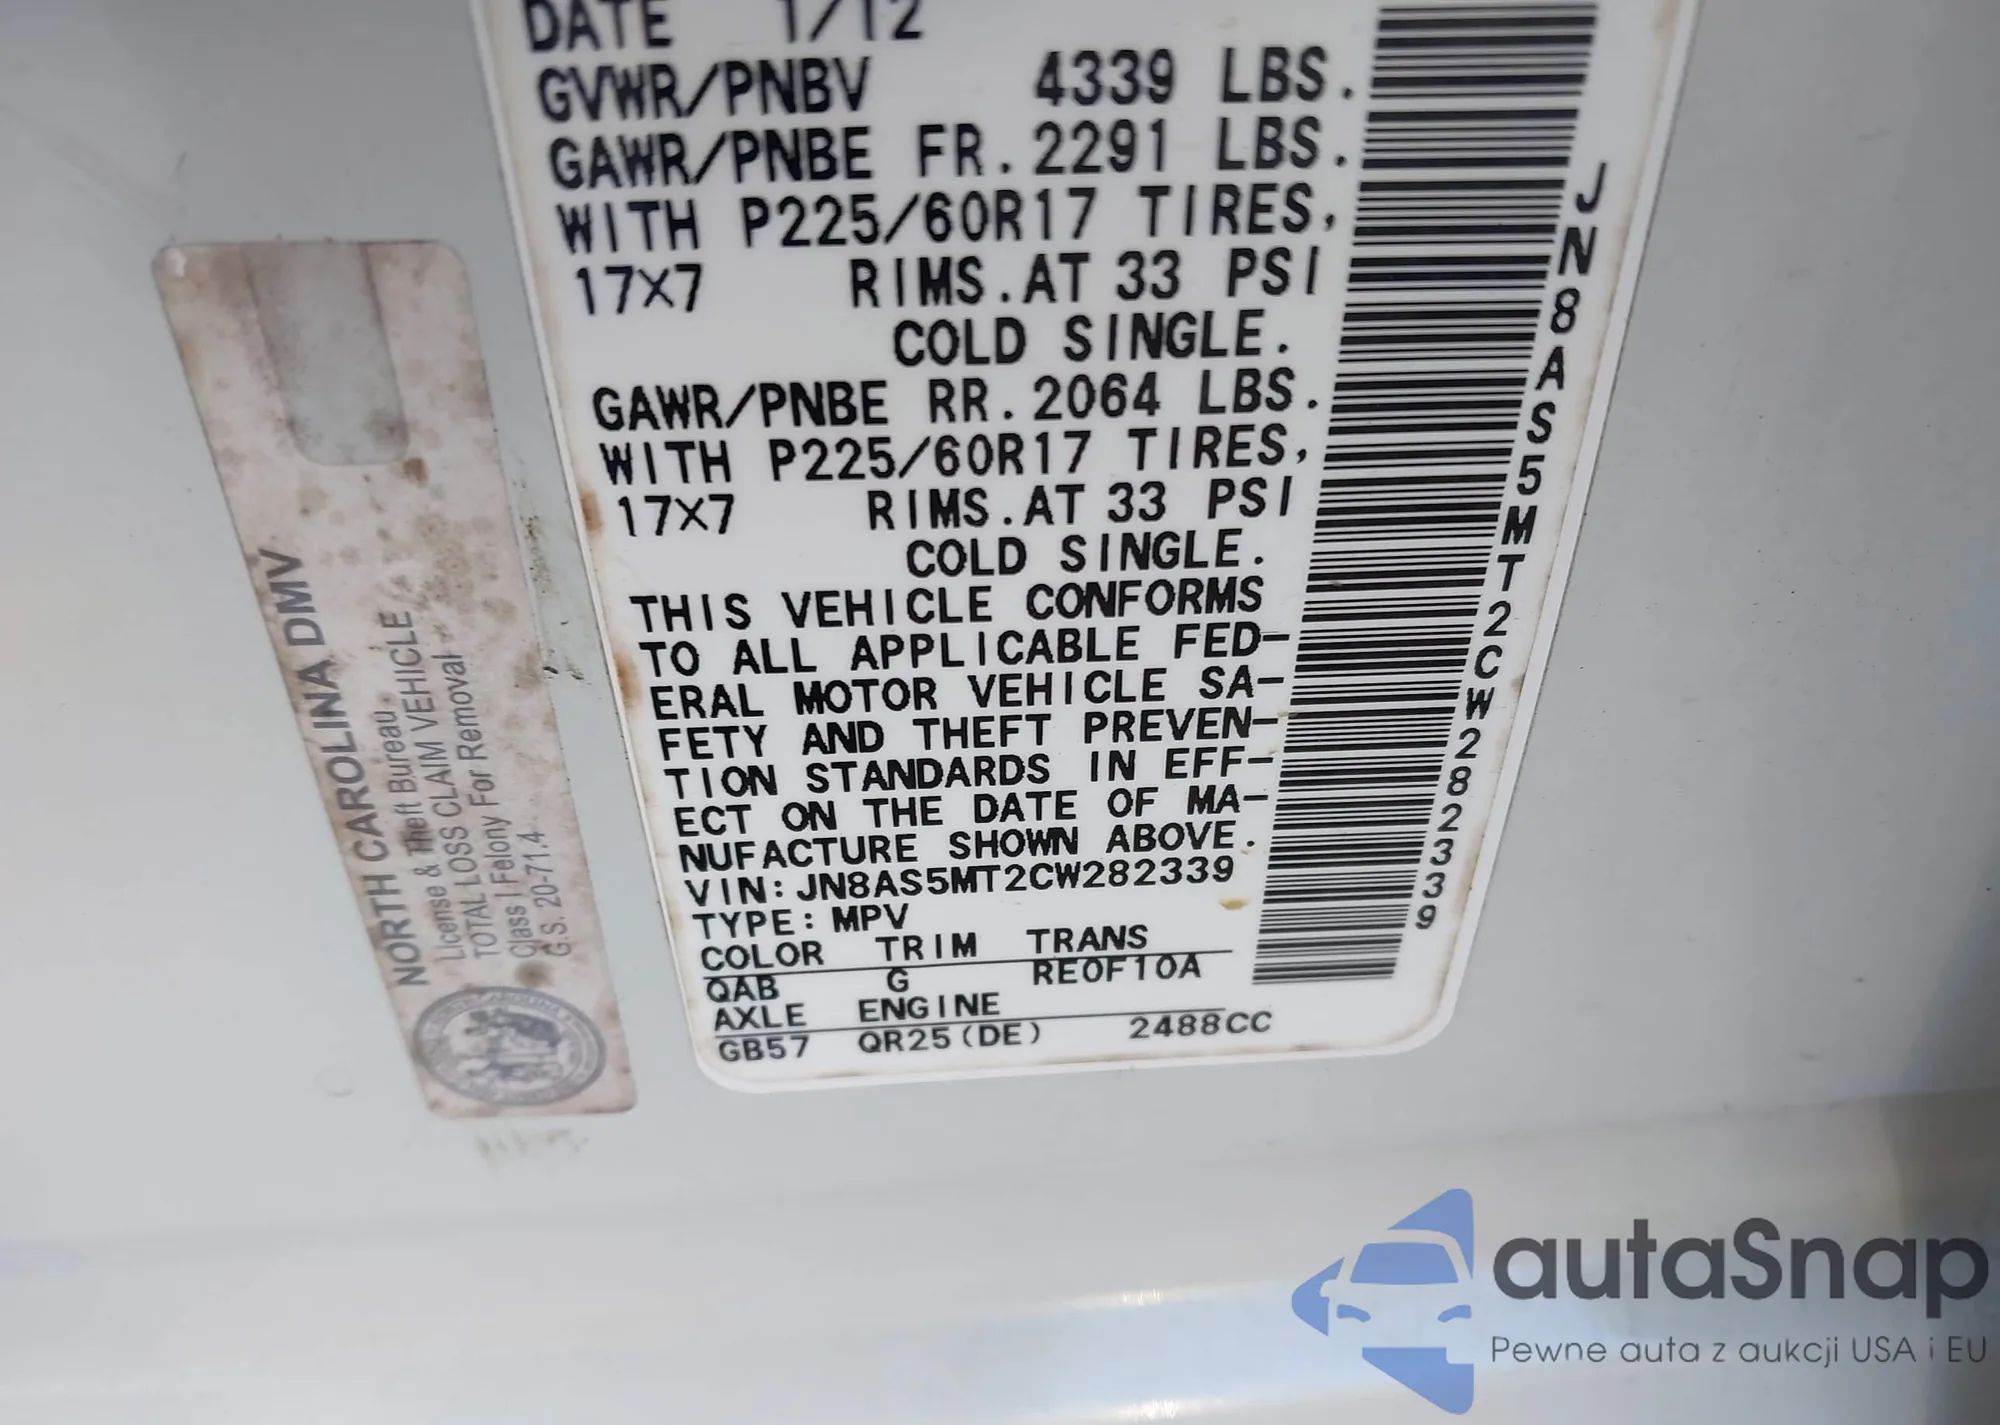 DATE 1/12
GVWR/PNBV 4339 LBS.
GAWR/PNBE FR. 2291 LBS.
WITH P225/60R17 TIRES,
17X7 RIMS. AT 33 PSI
COLD SINGLE.
GAWR/PNBE RR. 2064 LBS.
WITH P225/60R17 TIRES,
17X7 RIMS. AT 33 PSI
COLD SINGLE.
THIS VEHICLE CONFORMS
TO ALL APPLICABLE FED-
ERAL MOTOR VEHICLE SA-
FETY AND THEFT PREVEN-
TION STANDARDS IN EFF-
ECT ON THE DATE OF MA-
NUFACTURE SHOWN ABOVE.
VIN: JN8AS5MT2CW282339
TYPE: MPV
COLOR TRIM TRANS
QAB G RE0F10A
AXLE ENGINE
GB57 QR25(DE) 2488CC
JN8AS5MT2CW282339
NORTH CAROLINA DMV
License & Theft Bureau
TOTAL LOSS CLAIM VEHICLE
Class I Felony For Removal
G.S. 20-71.4
autaSnap
Pewne auta z aukcji USA i EU